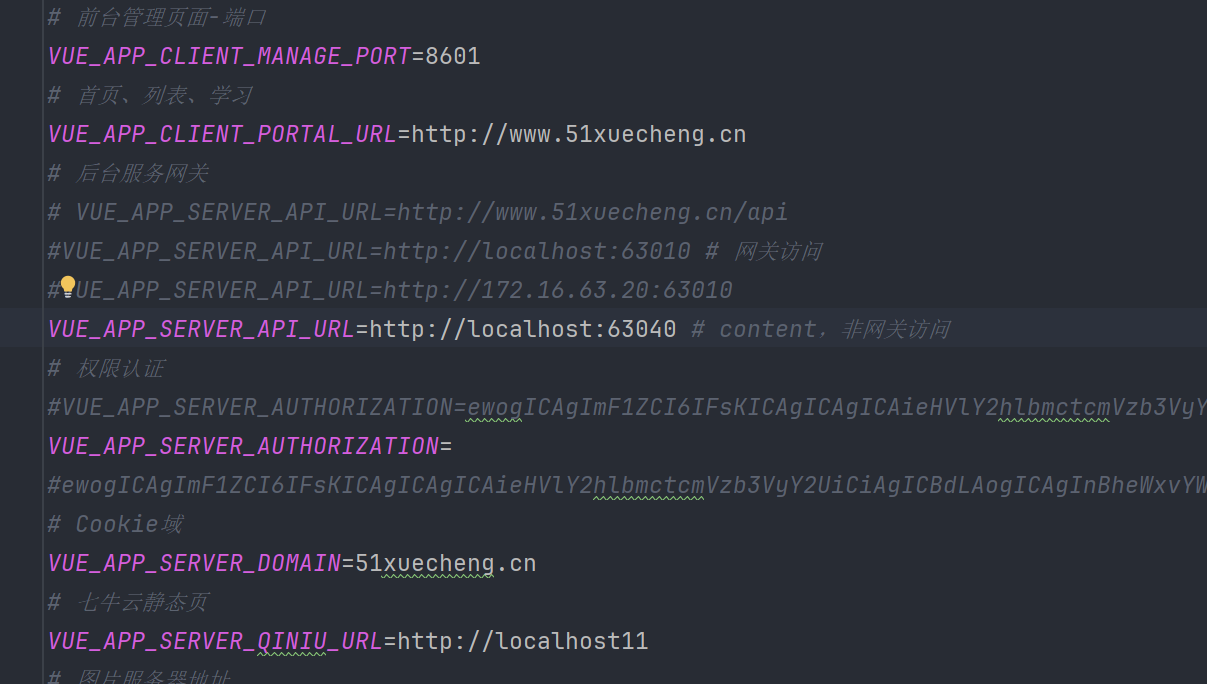 # 前台管理页面-端口
VUE_APP_CLIENT_MANAGE_PORT=8601
# 首页、列表、学习
VUE_APP_CLIENT_PORTAL_URL=http://www.51xuecheng.cn
# 后台服务网关
# VUE_APP_SERVER_API_URL=http://www.51xuecheng.cn/api
#VUE_APP_SERVER_API_URL=http://localhost:63010 # 网关访问
#VUE_APP_SERVER_API_URL=http://172.16.63.20:63010
VUE_APP_SERVER_API_URL=http://localhost:63040 # content，非网关访问
# 权限认证
#VUE_APP_SERVER_AUTHORIZATION=ewogICAgImF1ZCI6IFsKICAgICAgICAieHVlY2hlbmctcmVzb3VyY
VUE_APP_SERVER_AUTHORIZATION=
#ewogICAgImF1ZCI6IFsKICAgICAgICAieHVlY2hlbmctcmVzb3VyY2UiCiAgICBdLAogICAgInBheWxvYW
# Cookie域
VUE_APP_SERVER_DOMAIN=51xuecheng.cn
# 七牛云静态页
VUE_APP_SERVER_QINIU_URL=http://localhost11
# 图片服务器地址